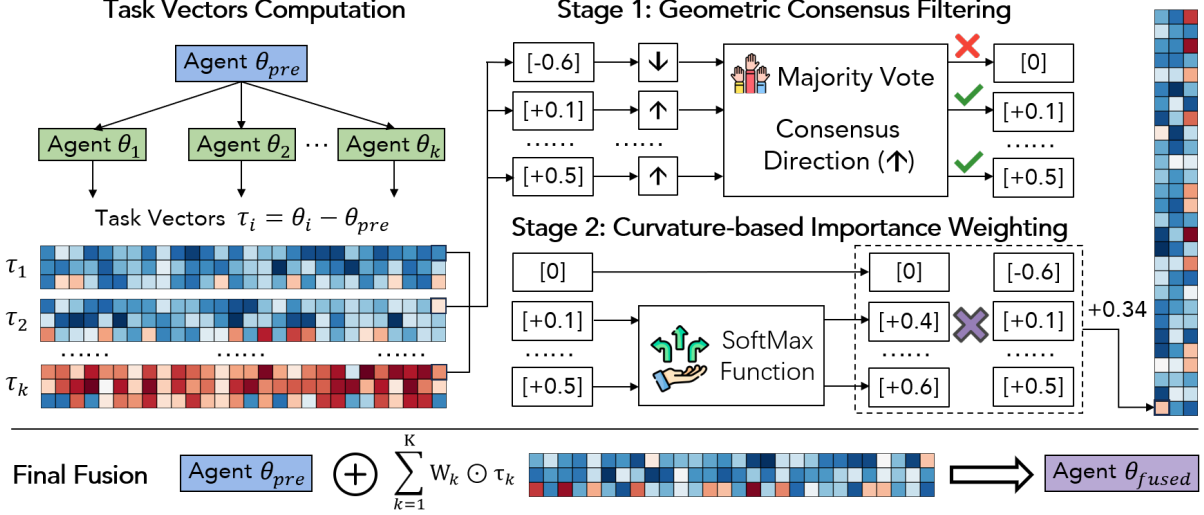 Task Vectors Computation
Agent θ_pre
Agent θ_1
Agent θ_2
...
Agent θ_k
Task Vectors τ_i = θ_i − θ_pre
τ_1
τ_2
...... ...... ......
τ_k
Stage 1: Geometric Consensus Filtering
[-0.6] ↓
[+0.1] ↑
...... ......
[+0.5] ↑
Majority Vote
Consensus
Direction (↑)
[0]
[+0.1]
......
[+0.5]
Stage 2: Curvature-based Importance Weighting
[0]
[+0.1]
......
[+0.5]
SoftMax
Function
[0] [-0.6]
[+0.4] [+0.1]
...... ......
[+0.6] [+0.5]
+0.34
Final Fusion
Agent θ_pre
+
K
∑ W_k ⊙ τ_k
k=1
Agent θ_fused